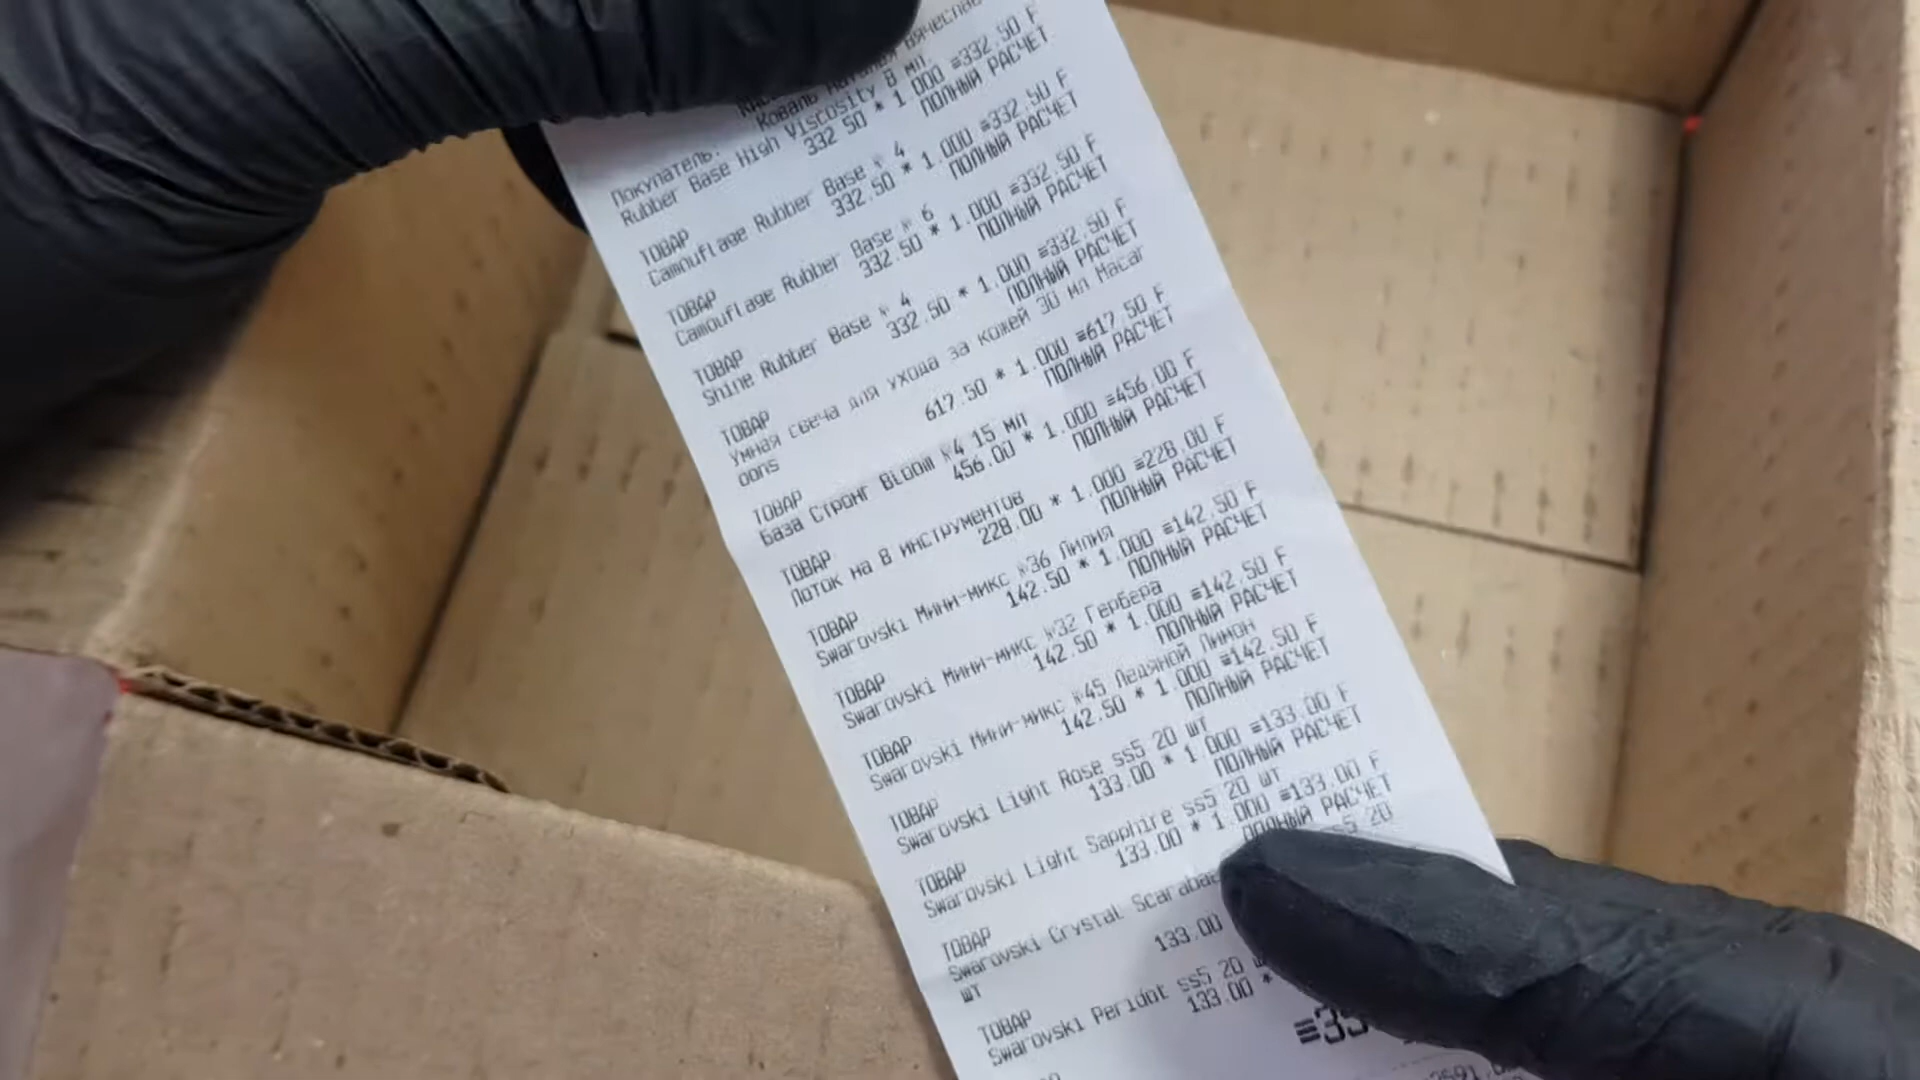 Вячеслав
Коваль Наталья
Покупатель:
Rubber Base High Viscosity 8 мл
332 50 * 1 000 ≡332.50 F
ПОЛНЫЙ РАСЧЕТ
ТОВАР
Camouflage Rubber Base № 4
332.50 * 1.000 ≡332.50 F
ПОЛНЫЙ РАСЧЕТ
ТОВАР
Camouflage Rubber Base № 6
332.50 * 1.000 ≡332.50 F
ПОЛНЫЙ РАСЧЕТ
ТОВАР
Shine Rubber Base № 4
332.50 * 1.000 ≡332.50 F
ПОЛНЫЙ РАСЧЕТ
ТОВАР
Умная свеча для ухода за кожей 30 мл Macar
oons
617.50 * 1.000 ≡617.50 F
ПОЛНЫЙ РАСЧЕТ
ТОВАР
База Стронг BLOOM №4 15 мл
456.00 * 1.000 ≡456.00 F
ПОЛНЫЙ РАСЧЕТ
ТОВАР
Лоток на 8 инструментов
228.00 * 1.000 ≡228.00 F
ПОЛНЫЙ РАСЧЕТ
ТОВАР
Swarovski Мини-микс №36 Лилия
142.50 * 1.000 ≡142.50 F
ПОЛНЫЙ РАСЧЕТ
ТОВАР
Swarovski Мини-микс №32 Гербера
142.50 * 1.000 ≡142.50 F
ПОЛНЫЙ РАСЧЕТ
ТОВАР
Swarovski Мини-микс №45 Ледяной Лимон
142.50 * 1 000 ≡142.50 F
ПОЛНЫЙ РАСЧЕТ
ТОВАР
Swarovski Light Rose ss5 20 шт
133.00 * 1 000 ≡133.00 F
ПОЛНЫЙ РАСЧЕТ
ТОВАР
Swarovski Light Sapphire ss5 20 шт
133.00 * 1 000 ≡133.00 F
ПОЛНЫЙ РАСЧЕТ
ТОВАР
Swarovski Crystal ss5 20
шт
133.00
ТОВАР
Swarovski Peridot ss5 20
133.00 *